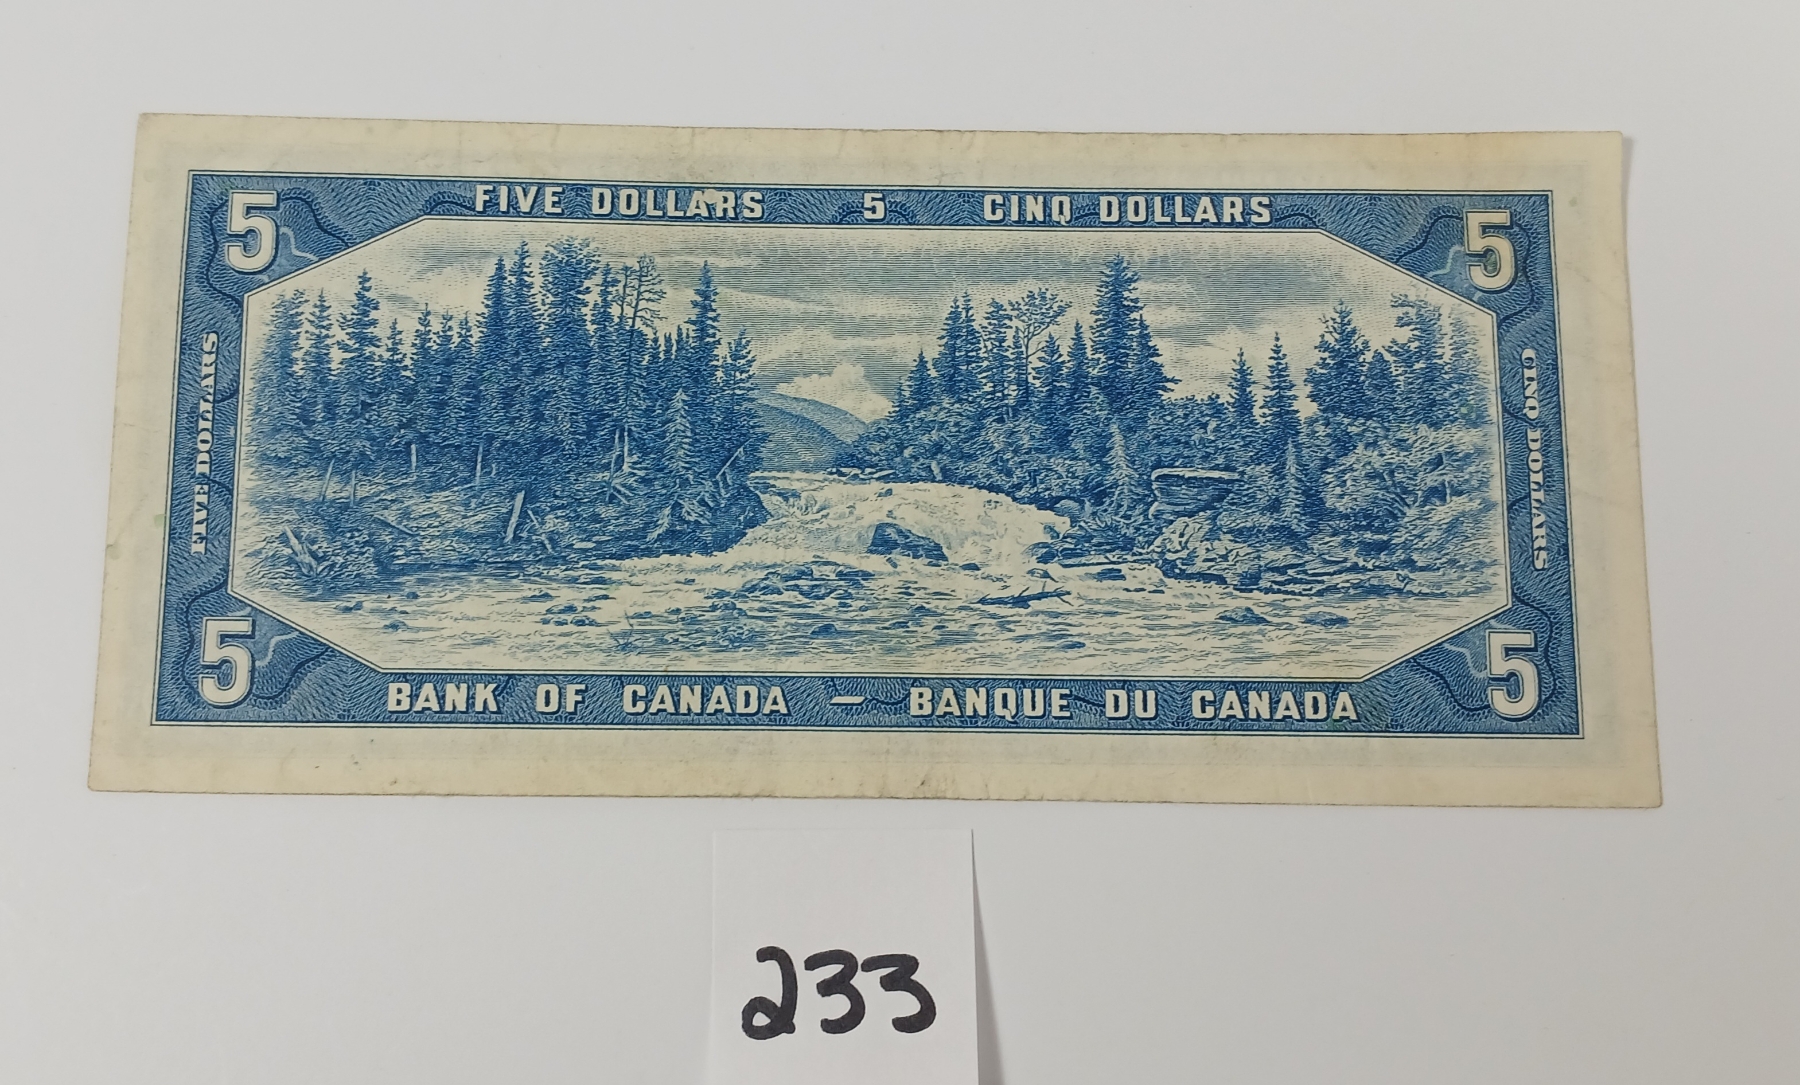 FIVE DOLLARS 5 CINQ DOLLARS
5 5
FIVE DOLLARS
CINQ DOLLARS
5 5
BANK OF CANADA — BANQUE DU CANADA
233